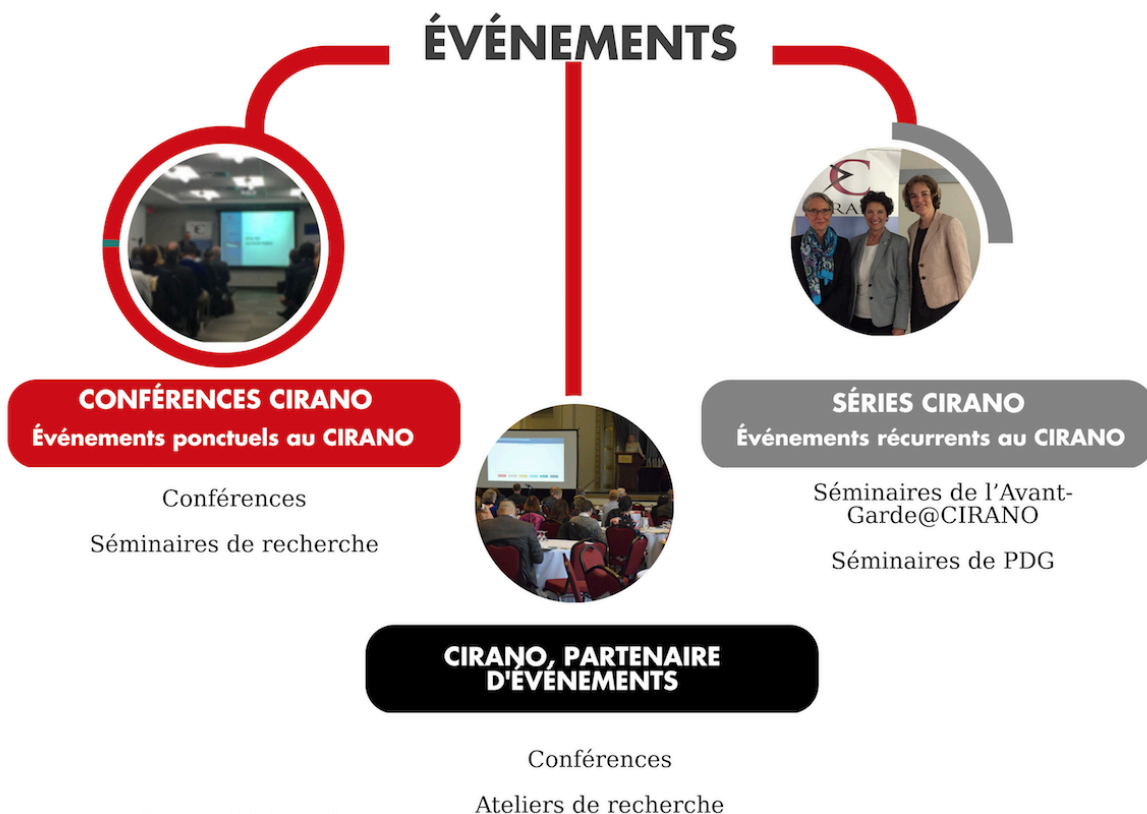 ÉVÉNEMENTS
CONFÉRENCES CIRANO
Événements ponctuels au CIRANO
Conférences
Séminaires de recherche
SÉRIES CIRANO
Événements récurrents au CIRANO
Séminaires de l’Avant-
Garde@CIRANO
Séminaires de PDG
CIRANO, PARTENAIRE
D'ÉVÉNEMENTS
Conférences
Ateliers de recherche